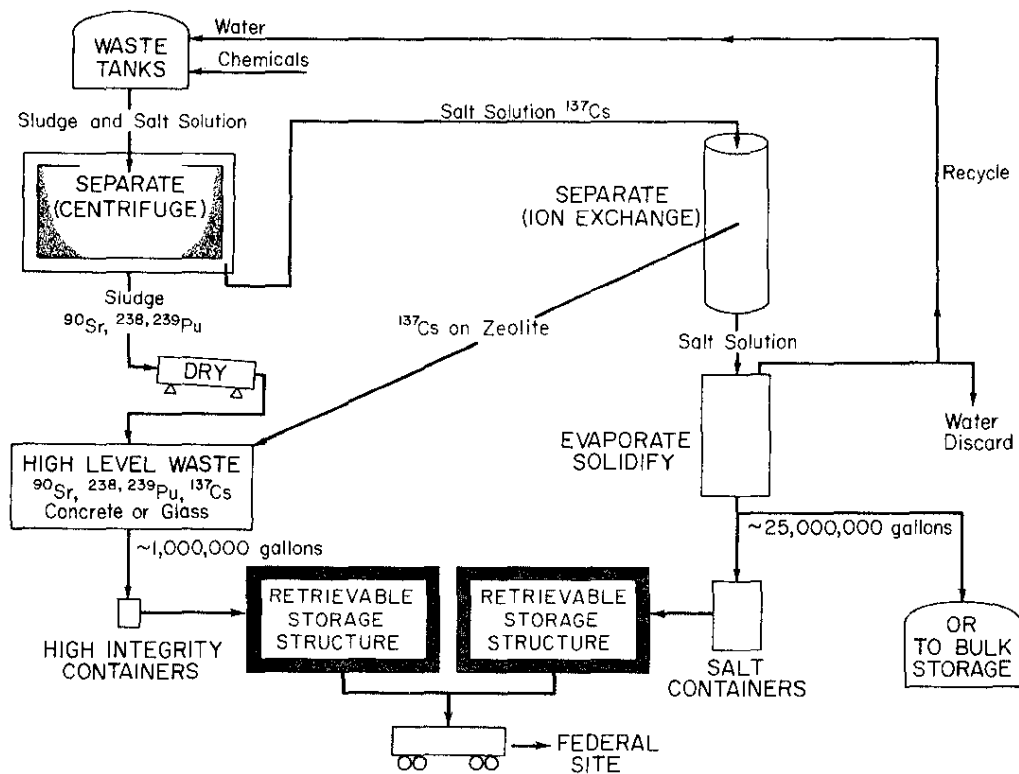 WASTE
TANKS
Water
Chemicals
Sludge and Salt Solution
Salt Solution ¹³⁷Cs
SEPARATE
(CENTRIFUGE)
SEPARATE
(ION EXCHANGE)
Recycle
Sludge
⁹⁰Sr, ²³⁸,²³⁹Pu
¹³⁷Cs on Zeolite
Salt Solution
DRY
Water
Discard
HIGH LEVEL WASTE
⁹⁰Sr, ²³⁸,²³⁹Pu, ¹³⁷Cs
Concrete or Glass
EVAPORATE
SOLIDIFY
~1,000,000 gallons
~25,000,000 gallons
HIGH INTEGRITY
CONTAINERS
RETRIEVABLE
STORAGE
STRUCTURE
RETRIEVABLE
STORAGE
STRUCTURE
SALT
CONTAINERS
OR
TO BULK
STORAGE
FEDERAL
SITE